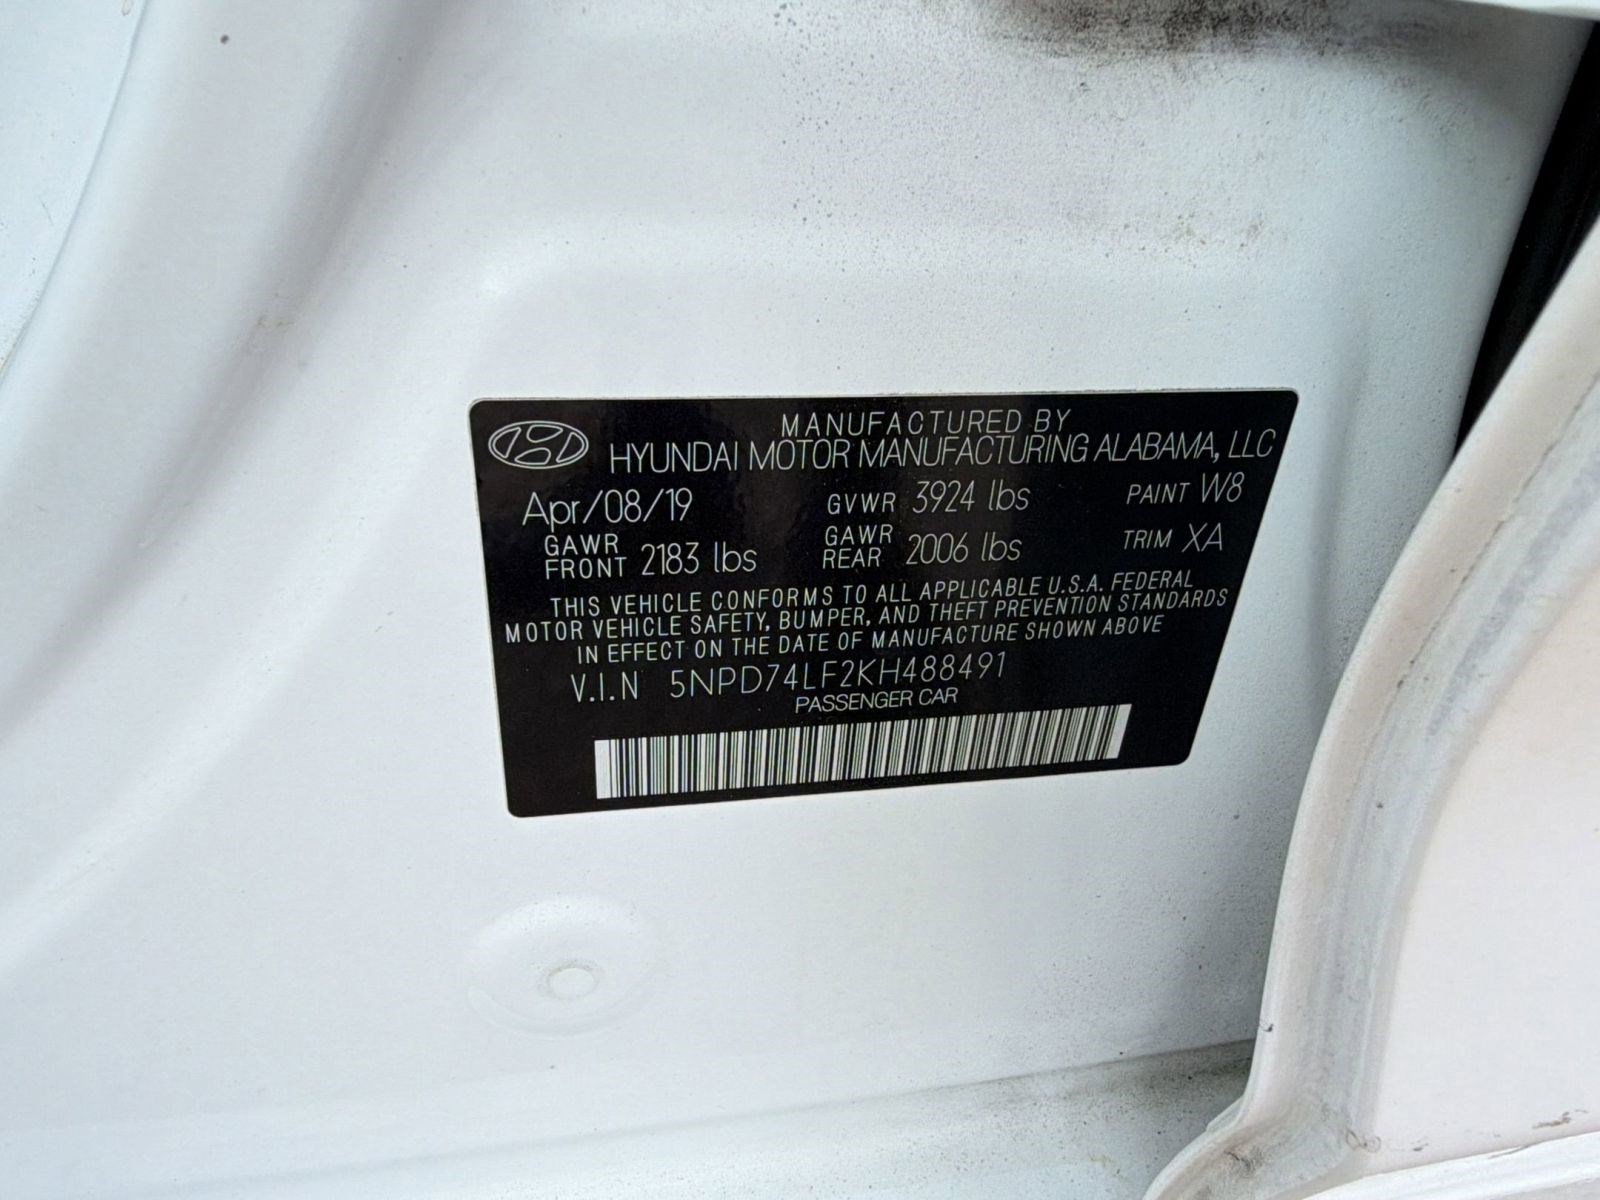 MANUFACTURED BY
HYUNDAI MOTOR MANUFACTURING ALABAMA, LLC
Apr/08/19 GVWR 3924 lbs PAINT W8
GAWR FRONT 2183 lbs GAWR REAR 2006 lbs TRIM XA
THIS VEHICLE CONFORMS TO ALL APPLICABLE U.S.A. FEDERAL
MOTOR VEHICLE SAFETY, BUMPER, AND THEFT PREVENTION STANDARDS
IN EFFECT ON THE DATE OF MANUFACTURE SHOWN ABOVE
V.I.N 5NPD74LF2KH488491
PASSENGER CAR